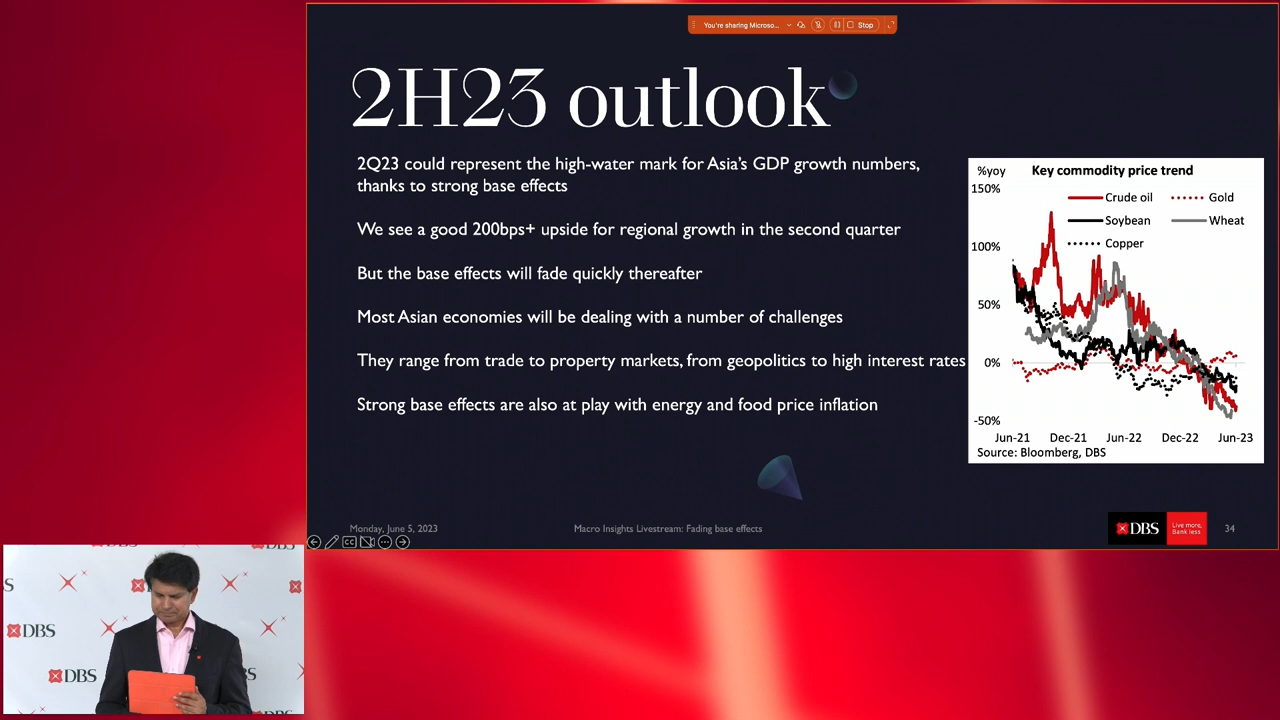 You're sharing Microso...
Stop
2H23 outlook
2Q23 could represent the high-water mark for Asia's GDP growth numbers,
thanks to strong base effects
We see a good 200bps+ upside for regional growth in the second quarter
But the base effects will fade quickly thereafter
Most Asian economies will be dealing with a number of challenges
They range from trade to property markets, from geopolitics to high interest rates
Strong base effects are also at play with energy and food price inflation
%yoy Key commodity price trend
150%
Crude oil Gold
Soybean Wheat
100%
Copper
50%
0%
-50%
Jun-21 Dec-21 Jun-22 Dec-22 Jun-23
Source: Bloomberg, DBS
Monday, June 5, 2023 Macro Insights Livestream: Fading base effects
DBS Live more, Bank less 34
CC
S
DBS
DBS
DBS
S